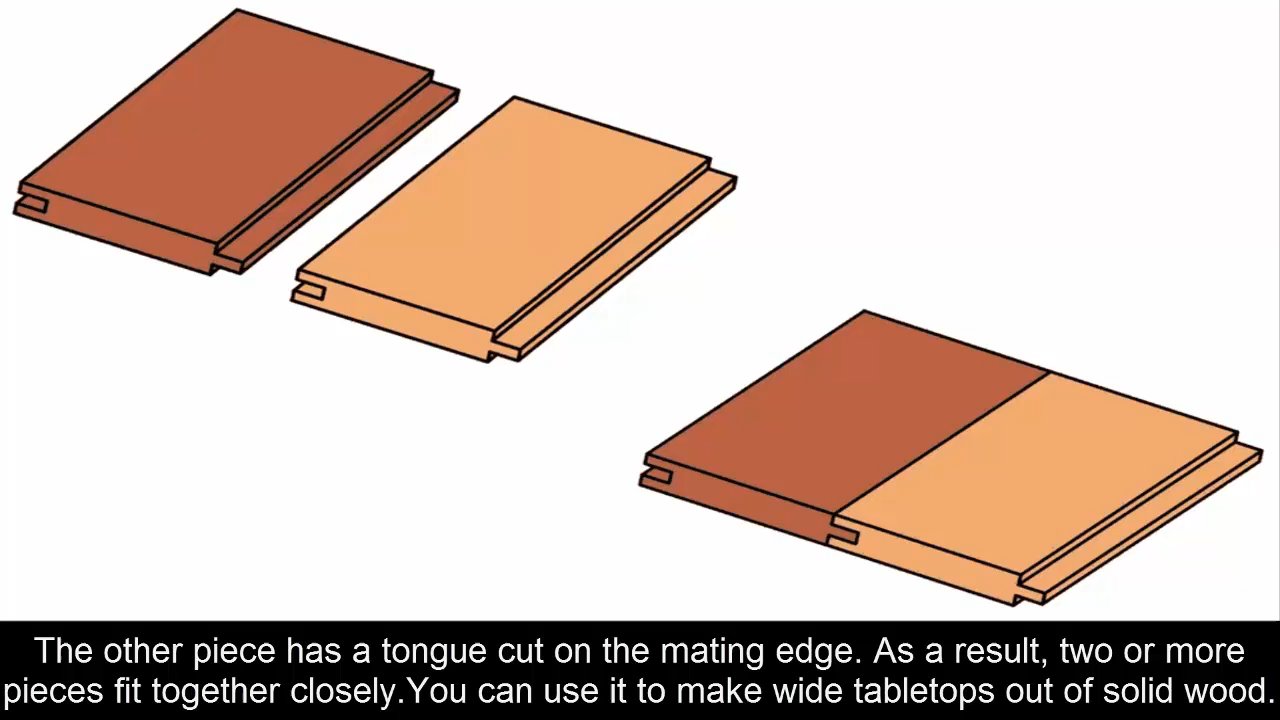 The other piece has a tongue cut on the mating edge. As a result, two or more
pieces fit together closely.You can use it to make wide tabletops out of solid wood.